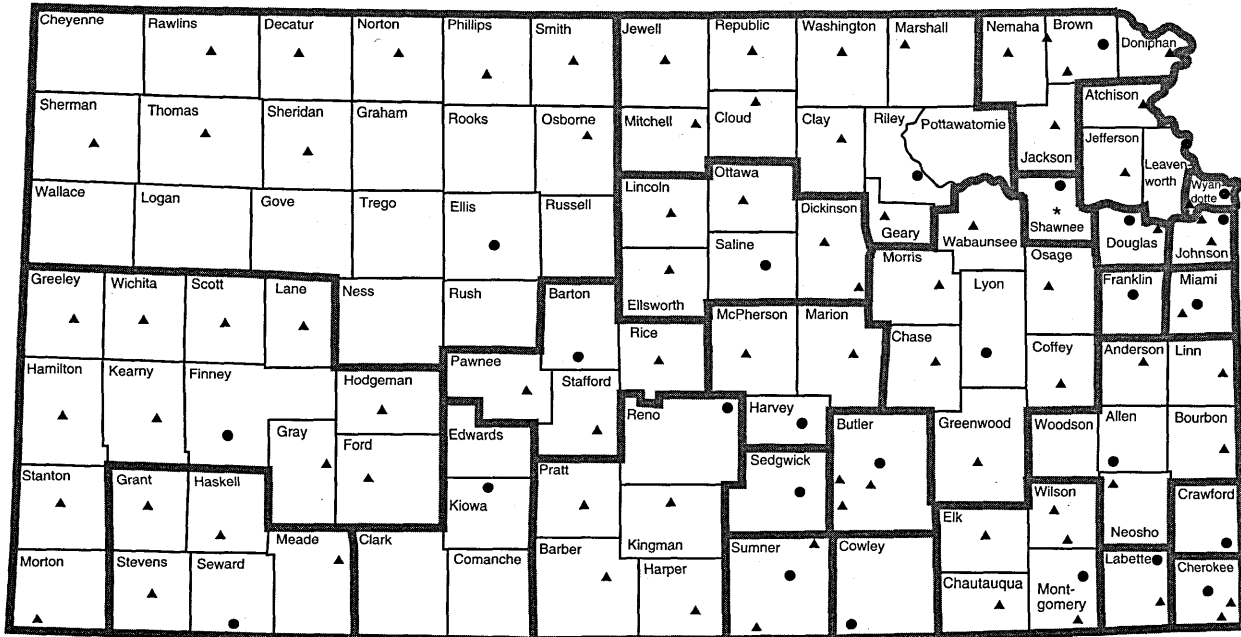 Cheyenne
Rawlins
Decatur
Norton
Phillips
Smith
Jewell
Republic
Washington
Marshall
Nemaha
Brown
Doniphan
Sherman
Thomas
Sheridan
Graham
Rooks
Osborne
Mitchell
Cloud
Clay
Riley
Pottawatomie
Jackson
Atchison
Jefferson
Leaven-
worth
Wyan-
dotte
Wallace
Logan
Gove
Trego
Ellis
Russell
Lincoln
Ottawa
Saline
Dickinson
Geary
Wabaunsee
*
Shawnee
Douglas
Johnson
Greeley
Wichita
Scott
Lane
Ness
Rush
Barton
Ellsworth
Rice
McPherson
Marion
Morris
Chase
Lyon
Osage
Franklin
Miami
Hamilton
Kearny
Finney
Gray
Hodgeman
Ford
Pawnee
Stafford
Edwards
Reno
Harvey
Butler
Greenwood
Coffey
Anderson
Linn
Woodson
Allen
Bourbon
Stanton
Grant
Haskell
Kiowa
Pratt
Kingman
Sedgwick
Elk
Wilson
Neosho
Crawford
Morton
Stevens
Seward
Meade
Clark
Comanche
Barber
Harper
Sumner
Cowley
Chautauqua
Mont-
gomery
Labette
Cherokee